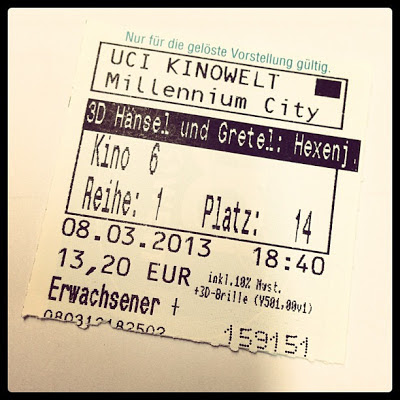 Nur für die gelöste Vorstellung gültig.
UCI KINOWELT
Millennium City
3D Hänsel und Gretel: Hexenj.
Kino 6
Reihe: 1 Platz: 14
08.03.2013 18:40
13,20 EUR inkl.10% Mwst.
+3D-Brille (V501,00v1)
Erwachsener +
159151